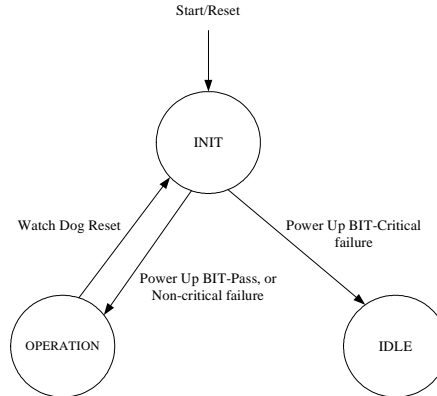 Start/Reset
INIT
Watch Dog Reset
Power Up BIT-Critical
failure
Power Up BIT-Pass, or
Non-critical failure
OPERATION
IDLE